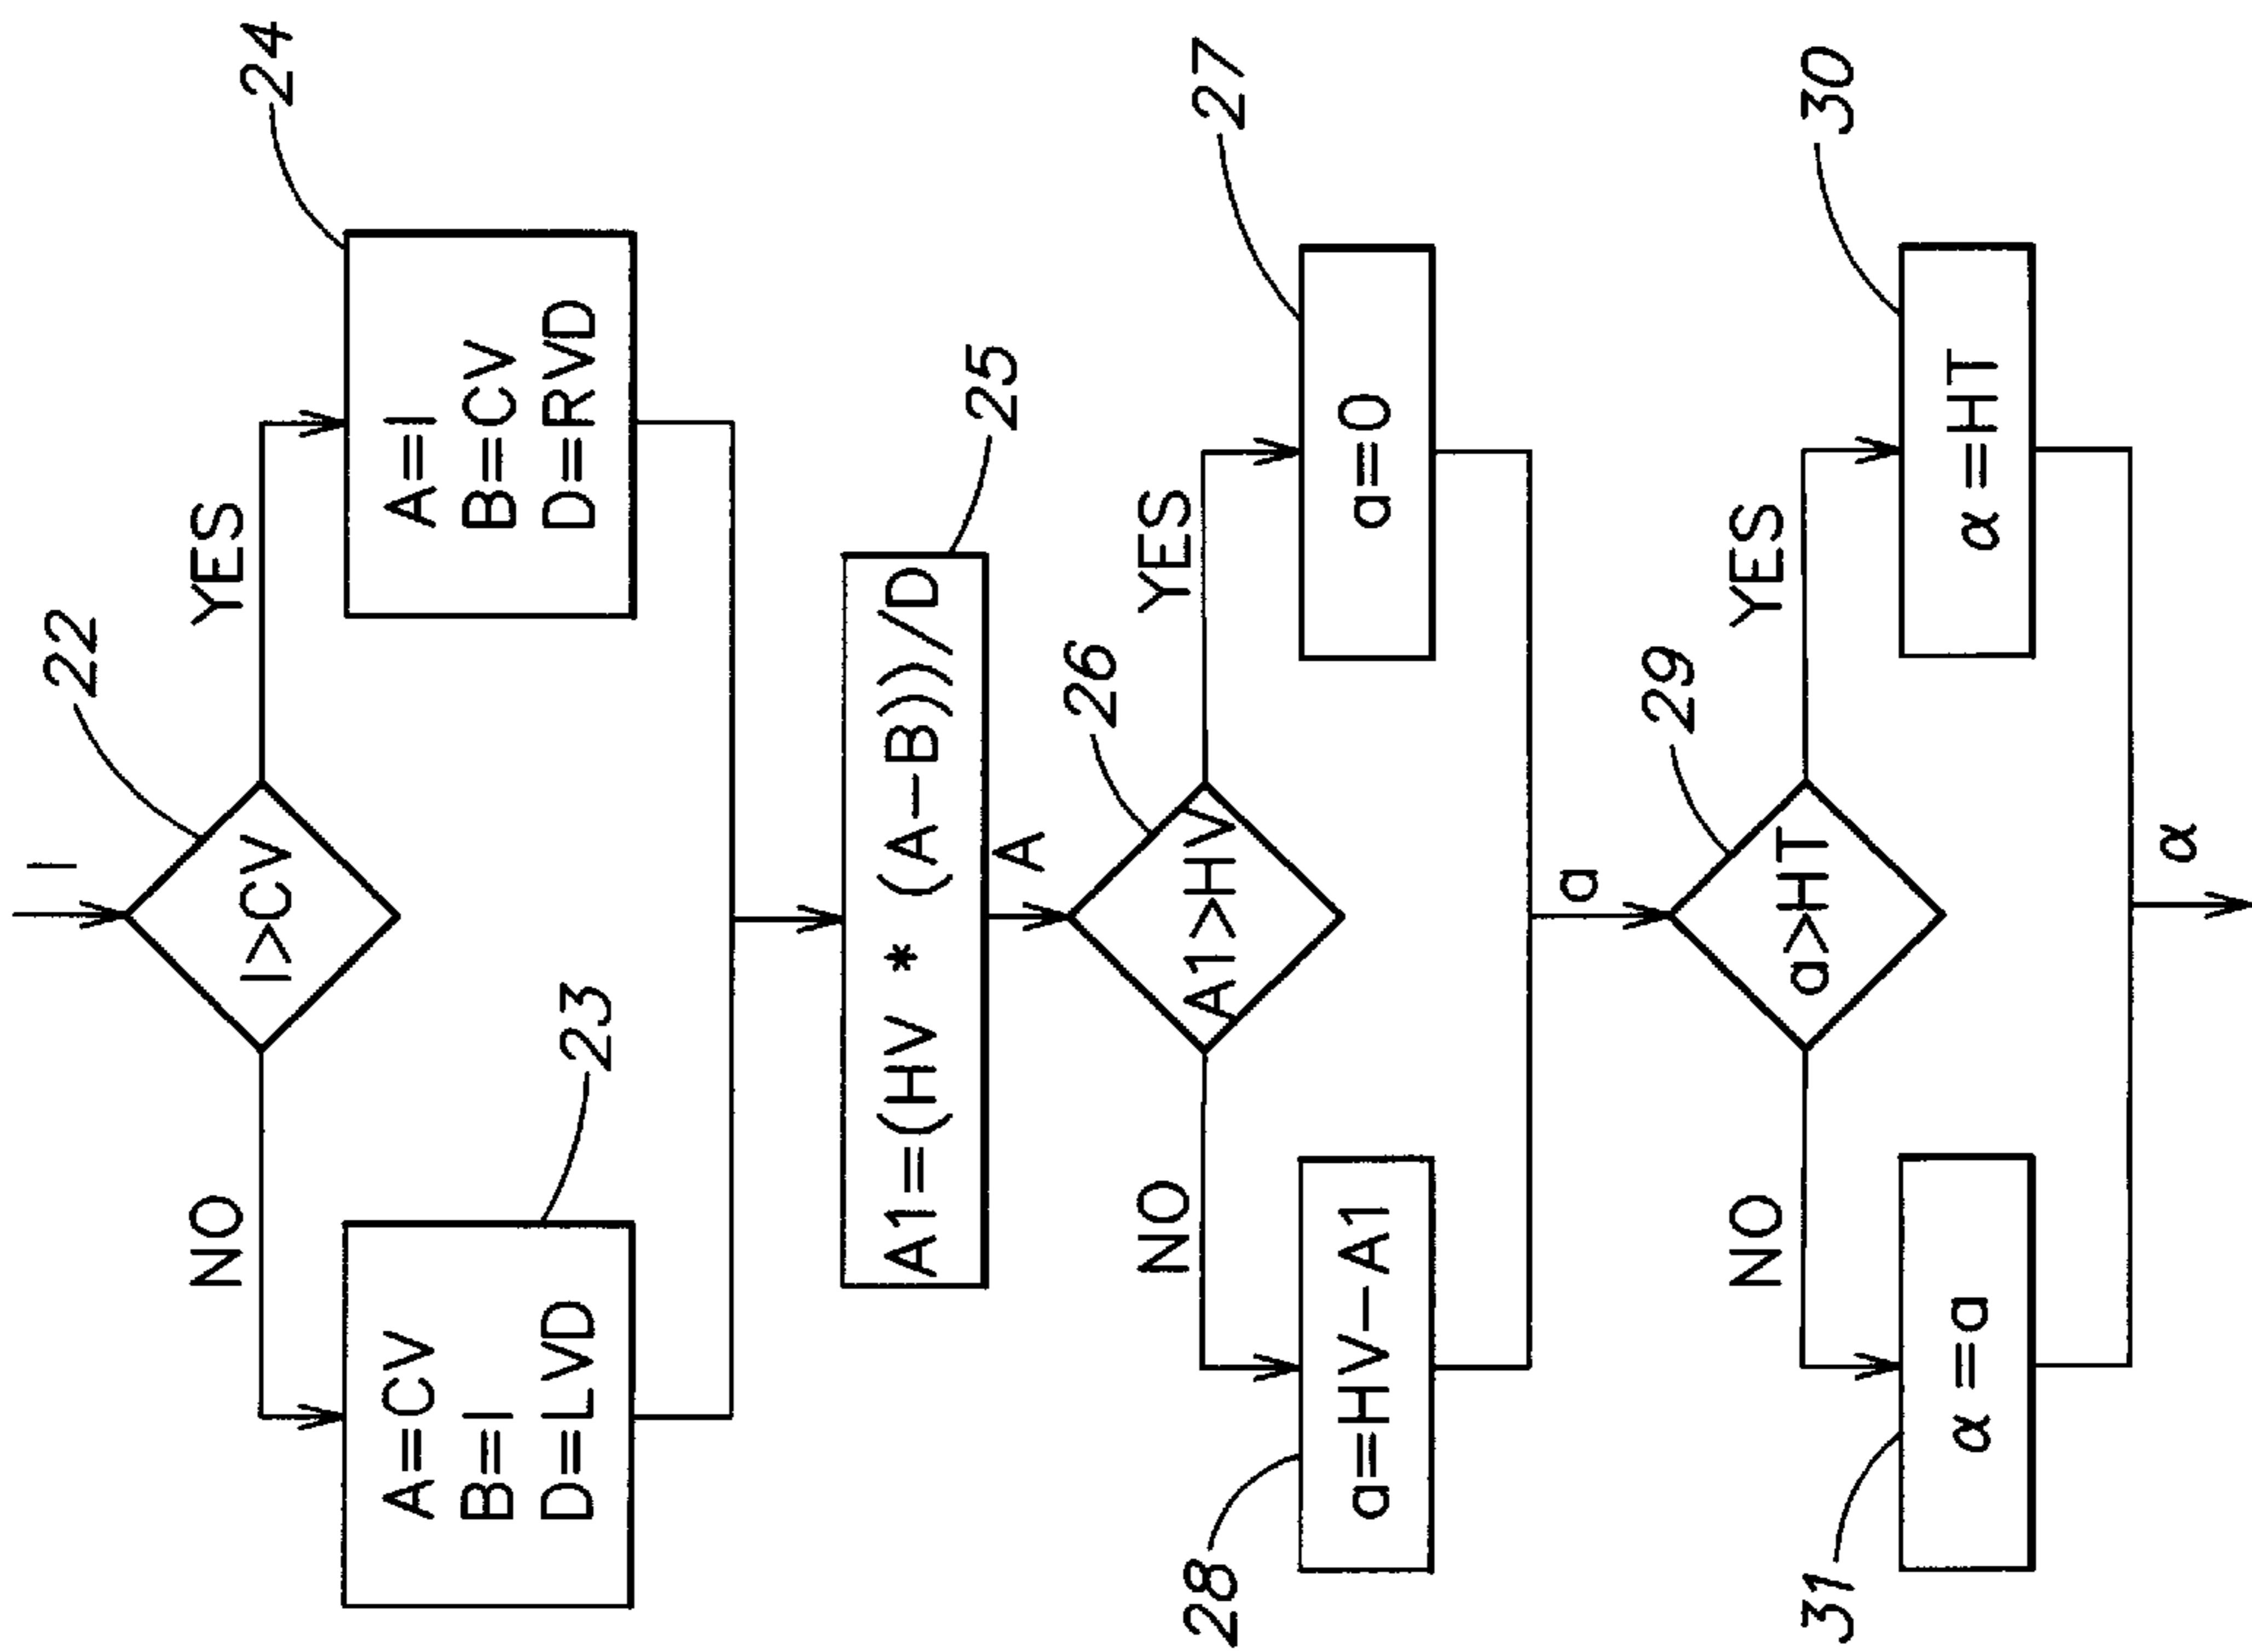 I
22
24
NO
I>CV
YES
A=CV
B=I
D=LVD
A=I
B=CV
D=RVD
23
A1=(HV * (A-B))/D
25
A
26
NO
A1>HV
YES
27
28
a=HV-A1
a=0
a
29
NO
a>HT
YES
30
31
α =a
α =HT
α